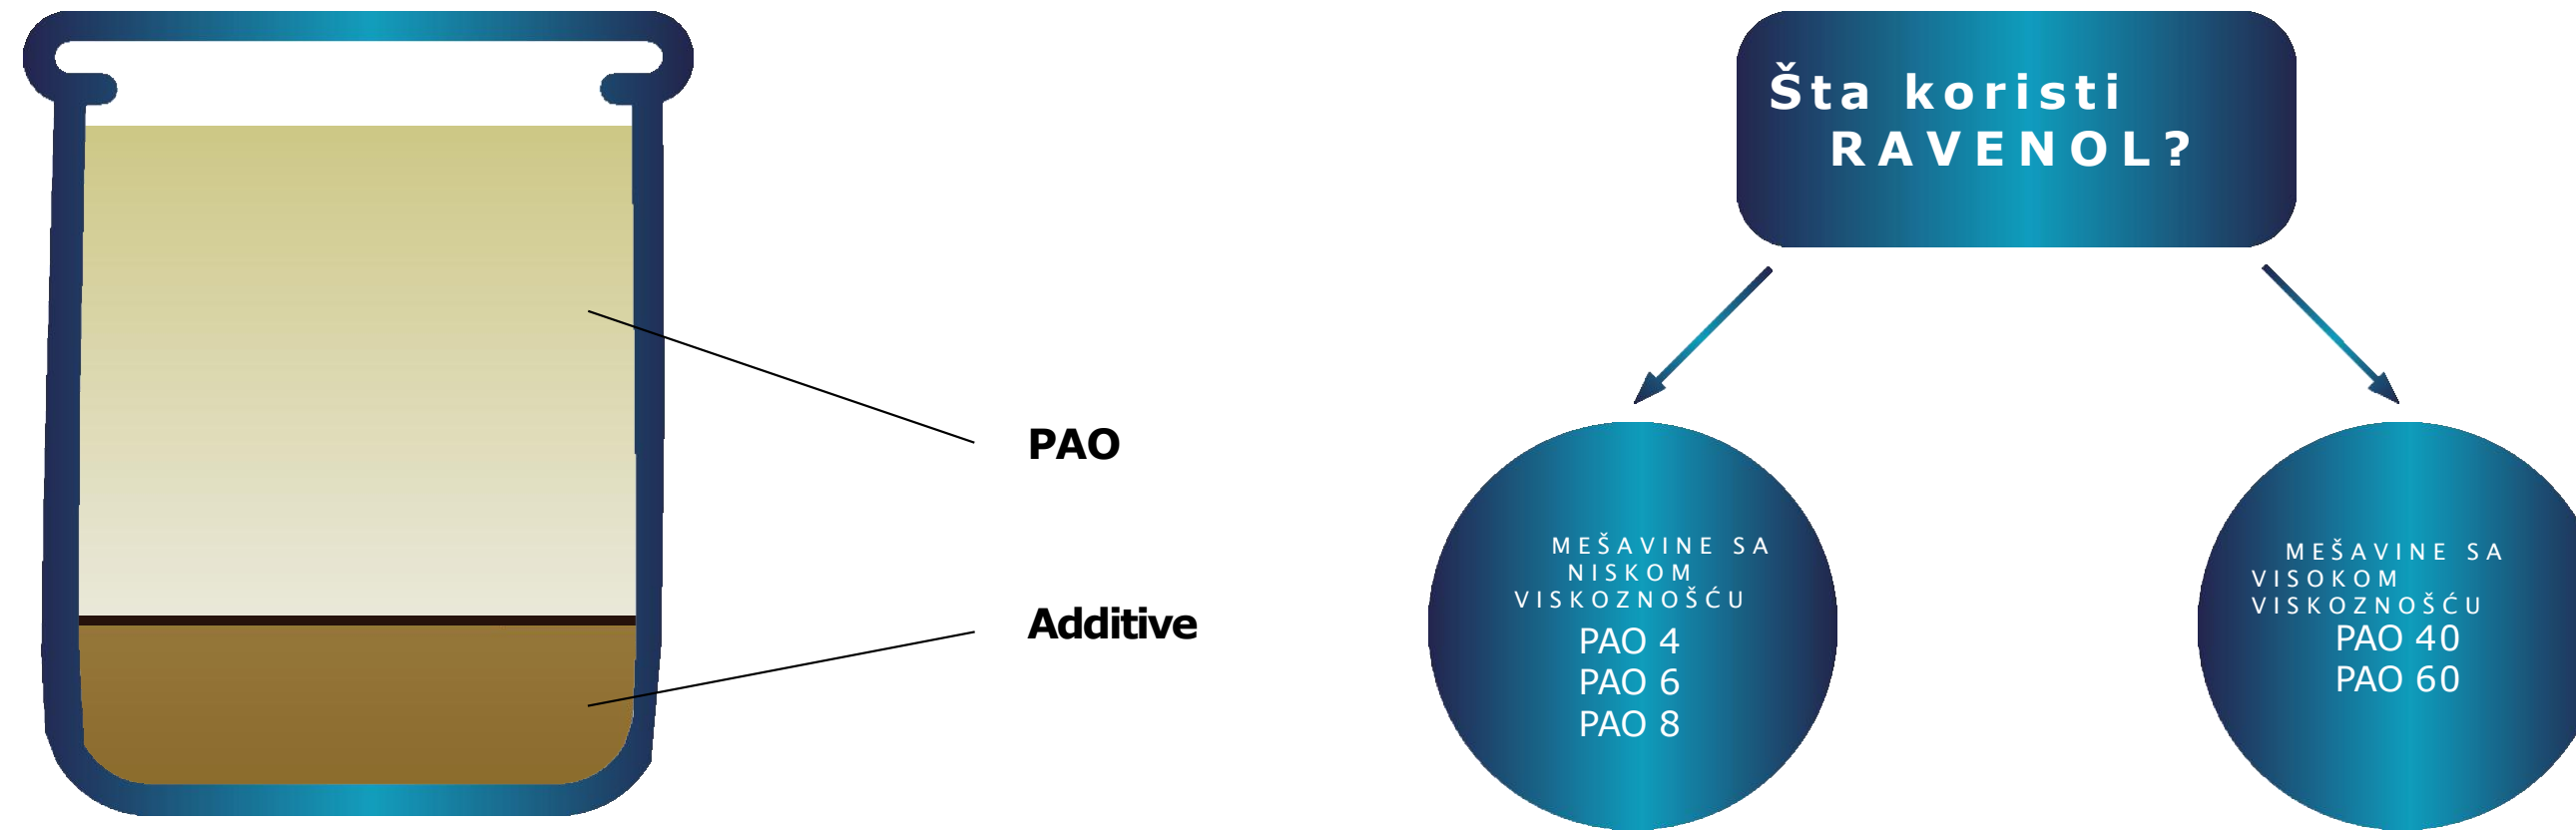 PAO
Additive
Šta koristi
RAVENOL?
MEŠAVINE SA
NISKOM
VISKOZNOŠĆU
PAO 4
PAO 6
PAO 8
MEŠAVINE SA
VISOKOM
VISKOZNOŠĆU
PAO 40
PAO 60